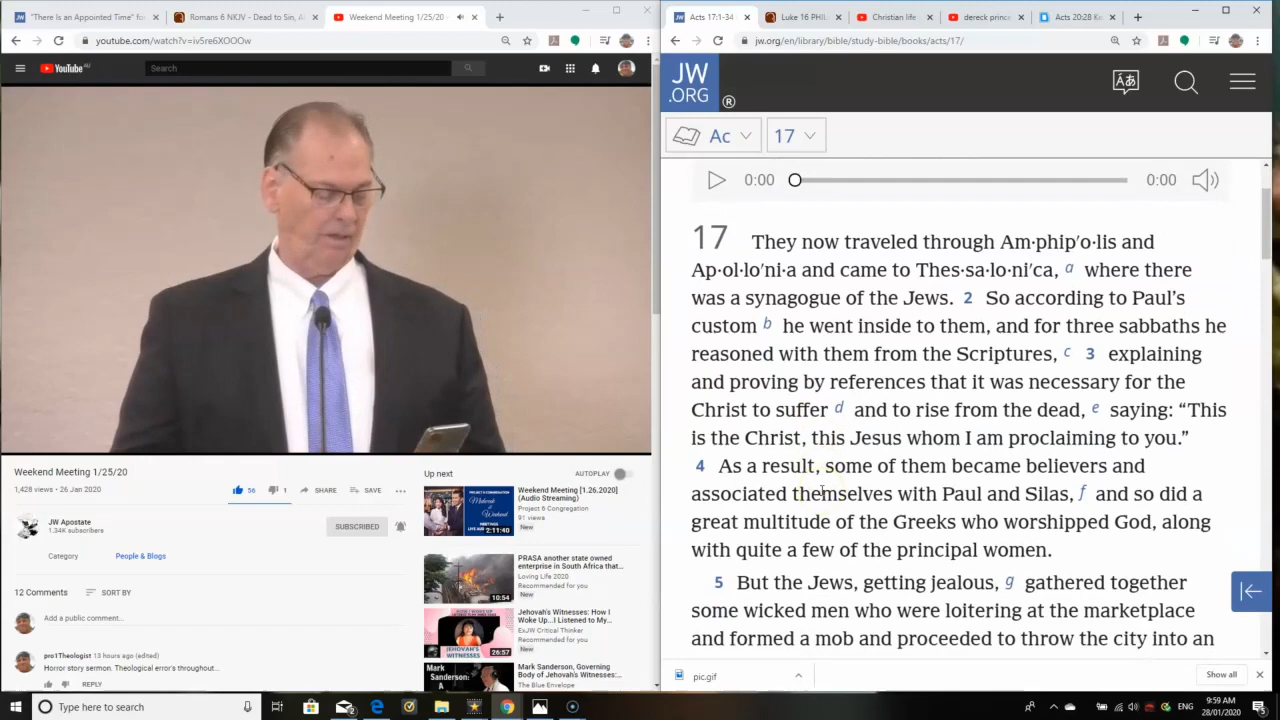 "There Is an Appointed Time" for
Romans 6 NKJV - Dead to Sin, A
Weekend Meeting 1/25/20
youtube.com/watch?v=iv5re6XOOOw
YouTube AU
Search
Weekend Meeting 1/25/20
1,428 views • 26 Jan 2020
56
1
SHARE
SAVE
JW Apostate
1.34K subscribers
SUBSCRIBED
Category
People & Blogs
12 Comments
SORT BY
Add a public comment...
pro1Theologist 13 hours ago (edited)
Horror story sermon. Theological error's throughout...
REPLY
Up next
AUTOPLAY
Weekend Meeting [1.26.2020]
(Audio Streaming)
Project 6 Congregation
91 views
New
2:11:40
PRASA another state owned
enterprise in South Africa that...
Loving Life 2020
Recommended for you
New
10:54
Jehovah's Witnesses: How I
Woke Up...I Listened to My...
ExJW Critical Thinker
Recommended for you
New
26:57
JEHOVAH'S
WITNESSES
Mark Sanderson, Governing
Body of Jehovah's Witnesses:...
The Blue Envelope
Mark
Sanderson:
Acts 17:1-34
Luke 16 PHIL
Christian life
dereck princ
Acts 20:28 Ke
jw.org/en/library/bible/study-bible/books/acts/17/
JW
.ORG
®
Ac
17
0:00
0:00
17 They now traveled through Am·phip′o·lis and
Ap·ol·lo′ni·a and came to Thes·sa·lo·ni′ca, a where there
was a synagogue of the Jews. 2 So according to Paul's
custom b he went inside to them, and for three sabbaths he
reasoned with them from the Scriptures, c 3 explaining
and proving by references that it was necessary for the
Christ to suffer d and to rise from the dead, e saying: “This
is the Christ, this Jesus whom I am proclaiming to you.”
4 As a result, some of them became believers and
associated themselves with Paul and Silas, f and so did a
great multitude of the Greeks who worshipped God, along
with quite a few of the principal women.
5 But the Jews, getting jealous, g gathered together
some wicked men who were loitering at the marketplace
and formed a mob and proceeded to throw the city into an
pic.gif
Show all
Type here to search
ENG
9:59 AM
28/01/2020